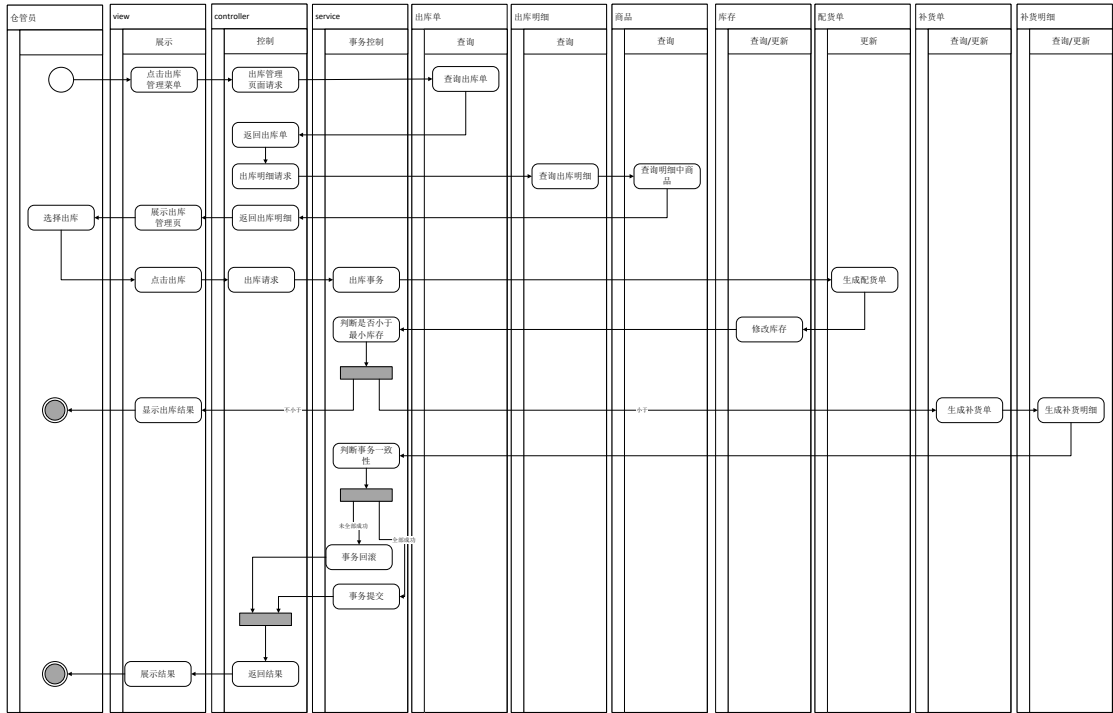 仓管员
view
controller
service
出库单
出库明细
商品
库存
配货单
补货单
补货明细
展示
控制
事务控制
查询
查询
查询
查询/更新
更新
查询/更新
查询/更新
点击出库
管理菜单
出库管理
页面请求
查询出库单
返回出库单
出库明细请求
查询出库明细
查询明细中商
品
选择出库
展示出库
管理页
返回出库明细
点击出库
出库请求
出库事务
生成配货单
判断是否小于
最小库存
修改库存
显示出库结果
不小于
小于
生成补货单
生成补货明细
判断事务一致
性
未全部成功
全部成功
事务回滚
事务提交
展示结果
返回结果